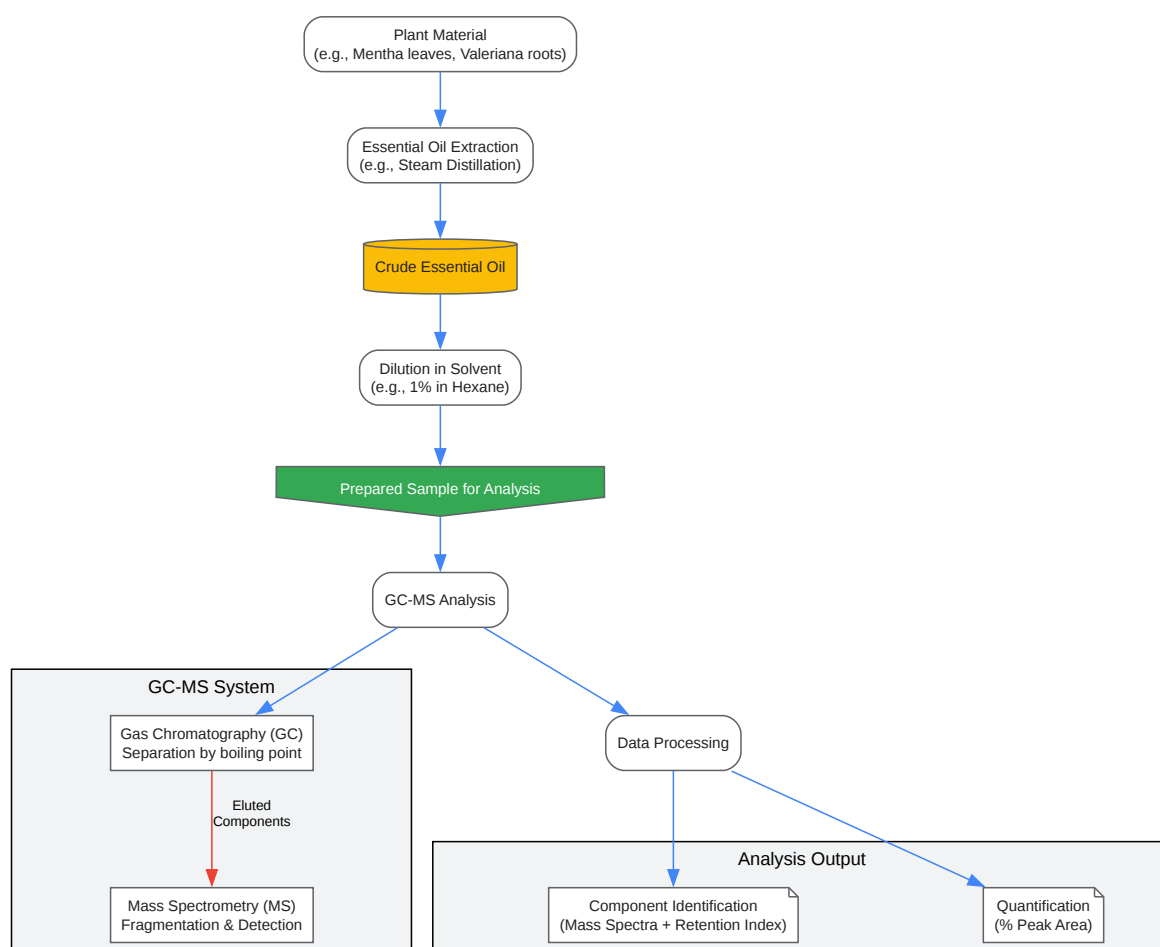 Plant Material
(e.g., Mentha leaves, Valeriana roots)
Essential Oil Extraction
(e.g., Steam Distillation)
Crude Essential Oil
Dilution in Solvent
(e.g., 1% in Hexane)
Prepared Sample for Analysis
GC-MS Analysis
GC-MS System
Gas Chromatography (GC)
Separation by boiling point
Eluted
Components
Mass Spectrometry (MS)
Fragmentation & Detection
Data Processing
Analysis Output
Component Identification
(Mass Spectra + Retention Index)
Quantification
(% Peak Area)